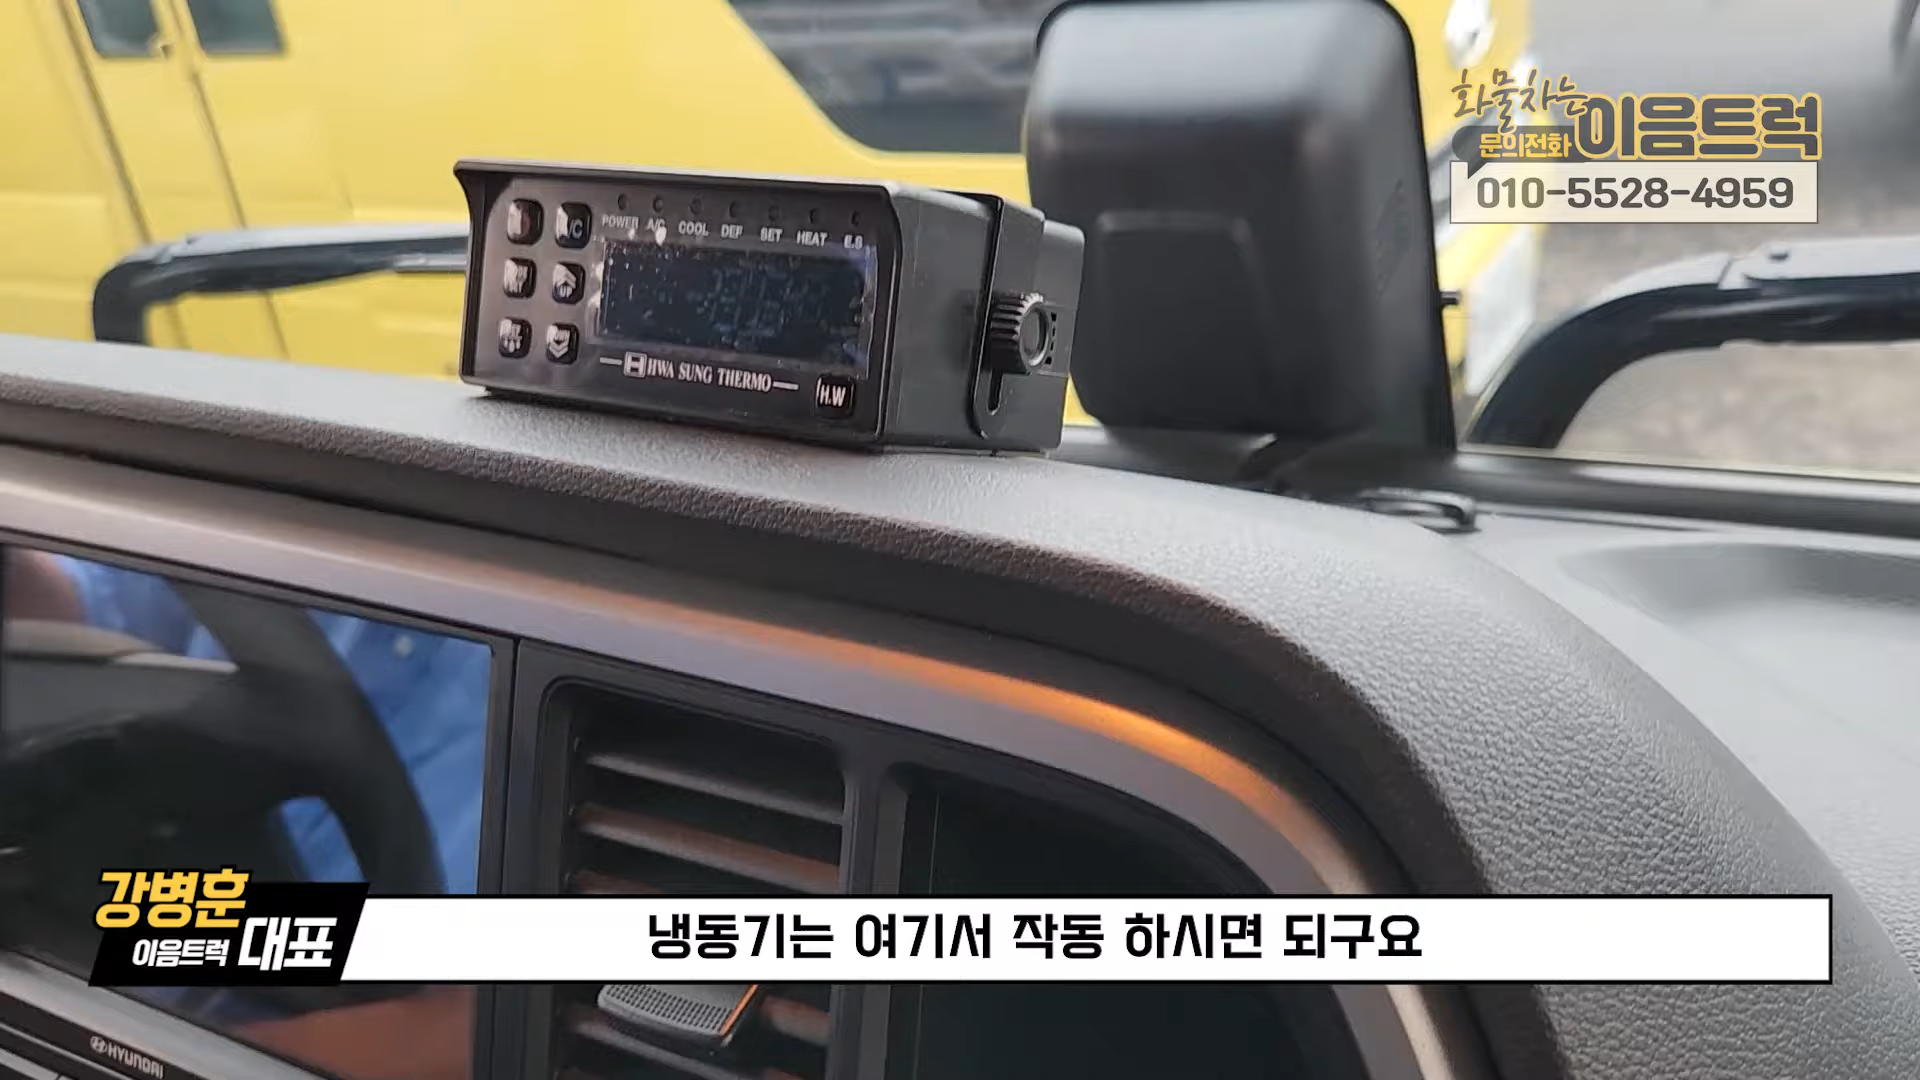 화물차는
문의전화 이음트럭
010-5528-4959
POWER A/C COOL DEF SET HEAT
A/C
UP
HWA SUNG THERMO
H.W
강병훈
이음트럭 대표
냉동기는 여기서 작동 하시면 되구요
HYUNDAI